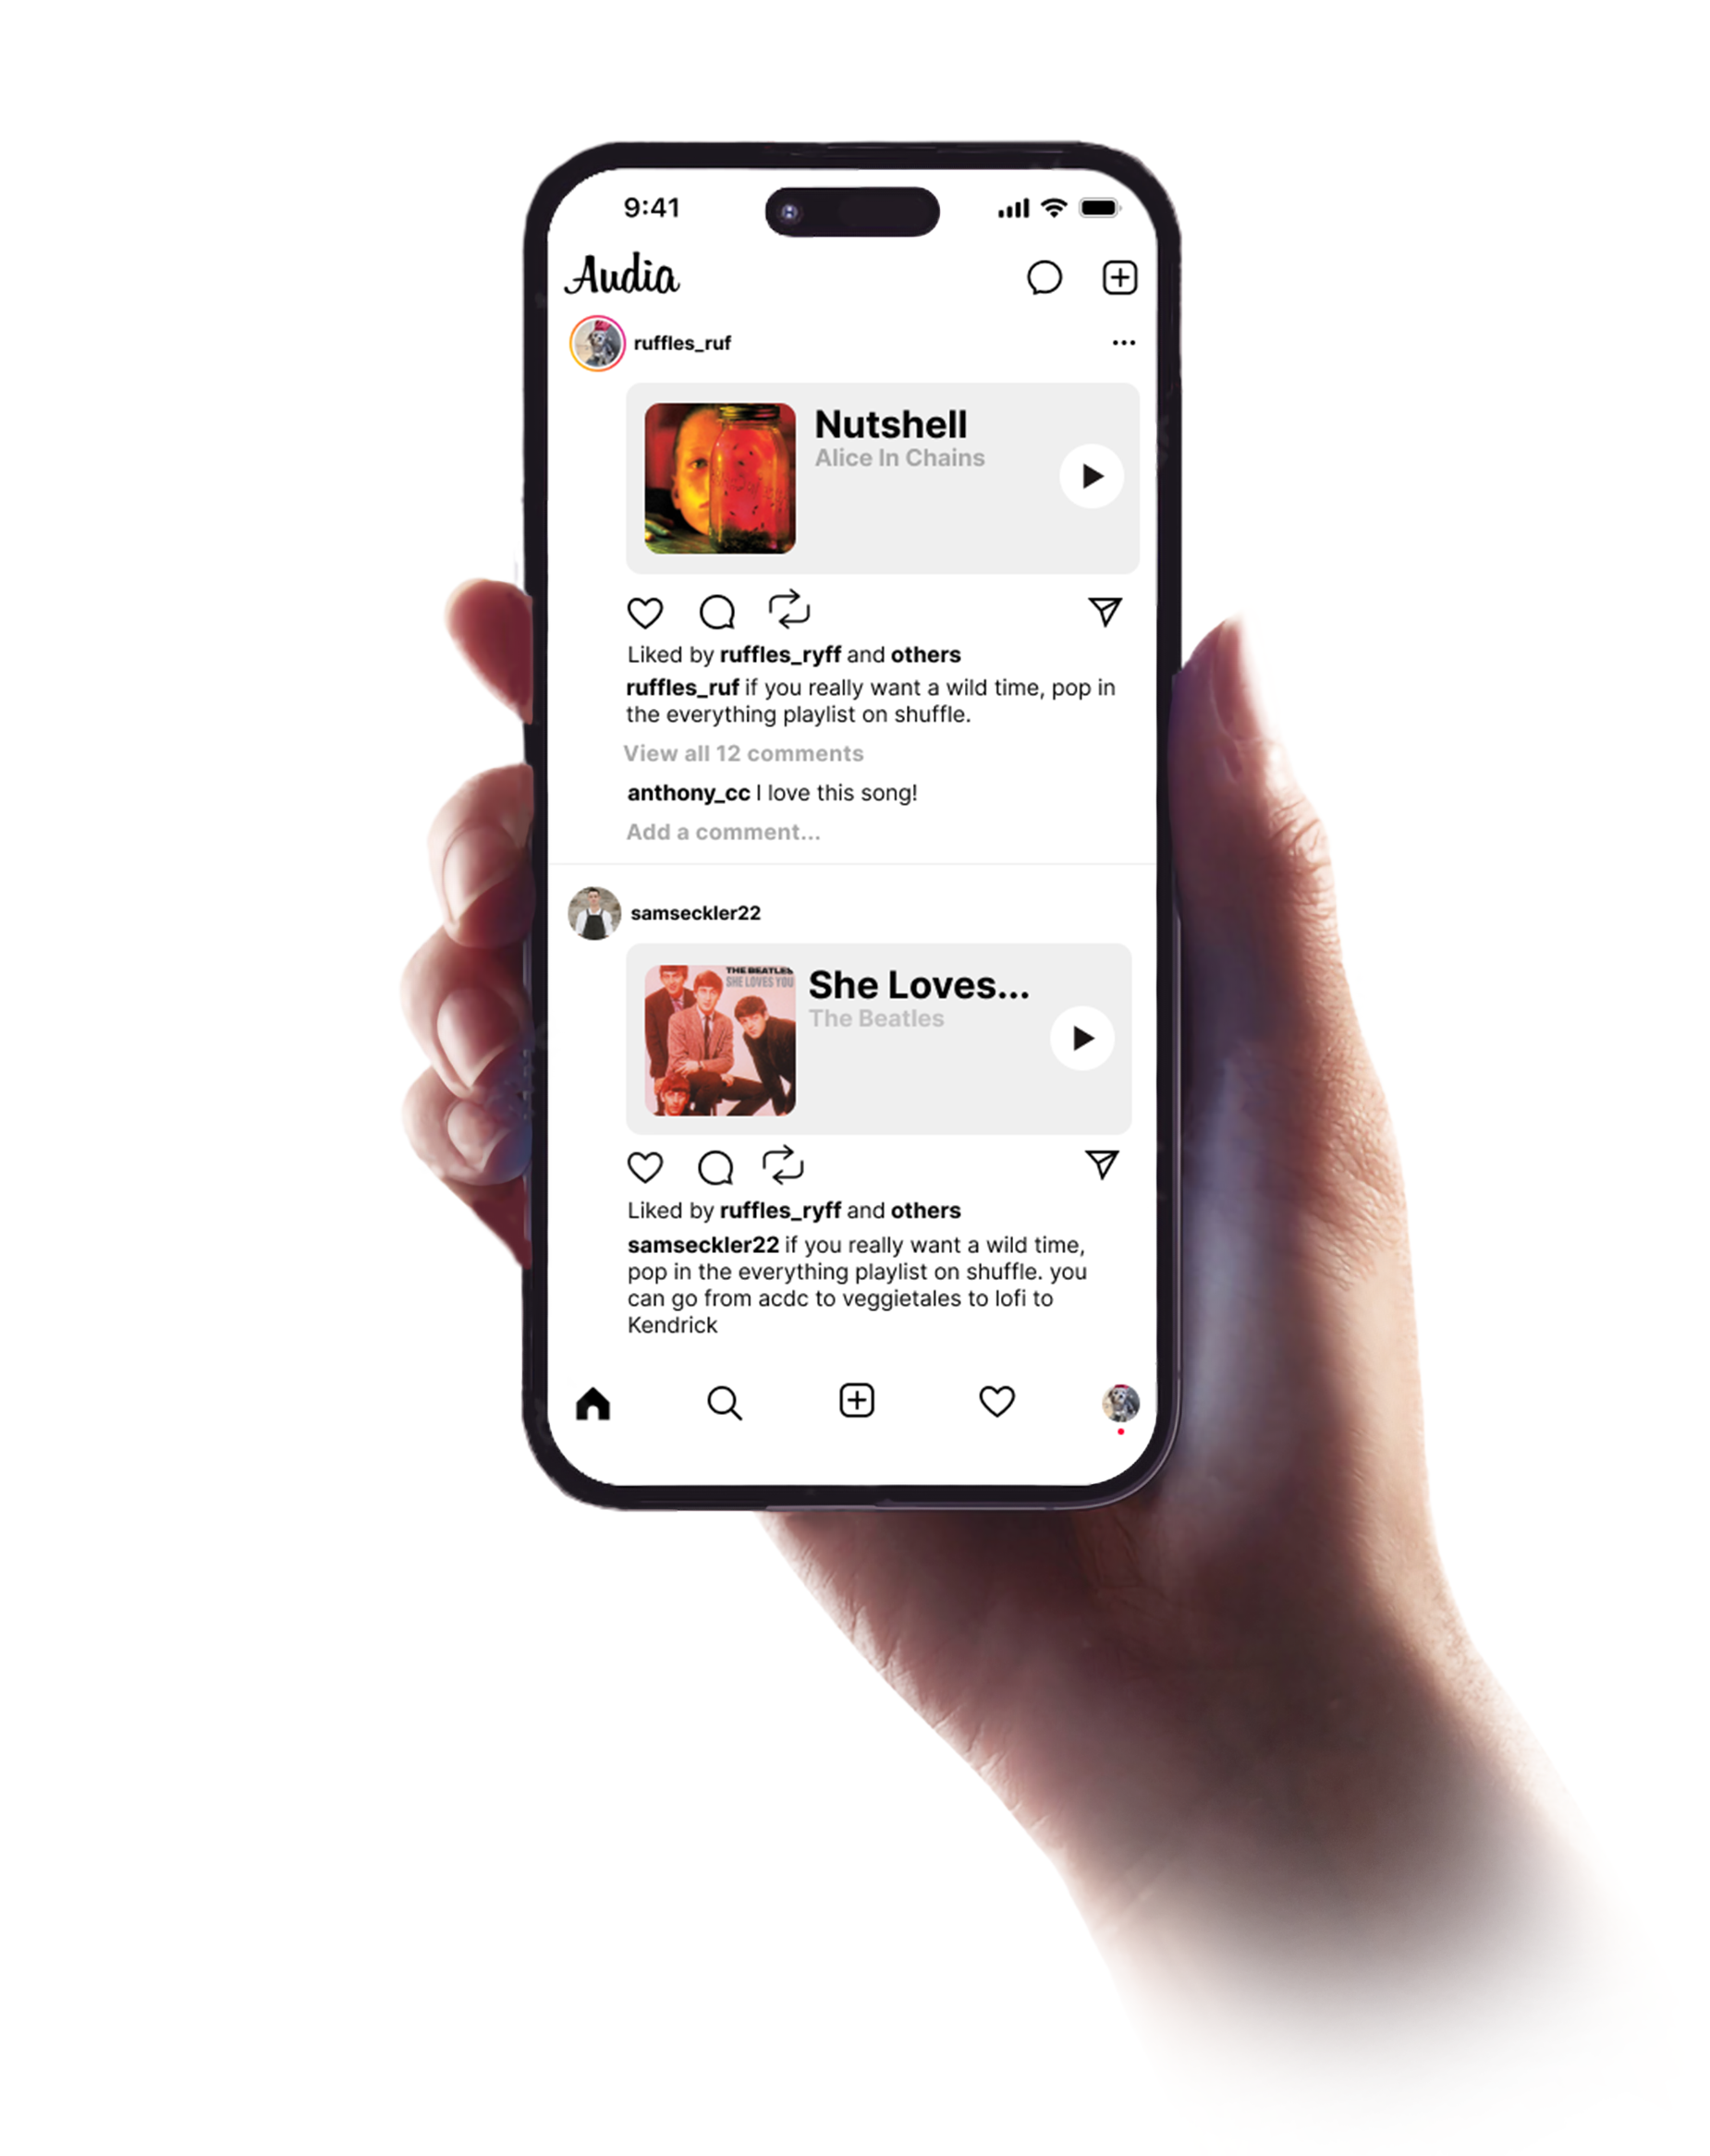 9:41
Audia
ruffles_ruf
Nutshell
Alice In Chains
Liked by ruffles_ryff and others
ruffles_ruf if you really want a wild time, pop in
the everything playlist on shuffle.
View all 12 comments
anthony_cc I love this song!
Add a comment...
samseckler22
THE BEATLES
SHE LOVES YOU
She Loves...
The Beatles
Liked by ruffles_ryff and others
samseckler22 if you really want a wild time,
pop in the everything playlist on shuffle. you
can go from acdc to veggietales to lofi to
Kendrick